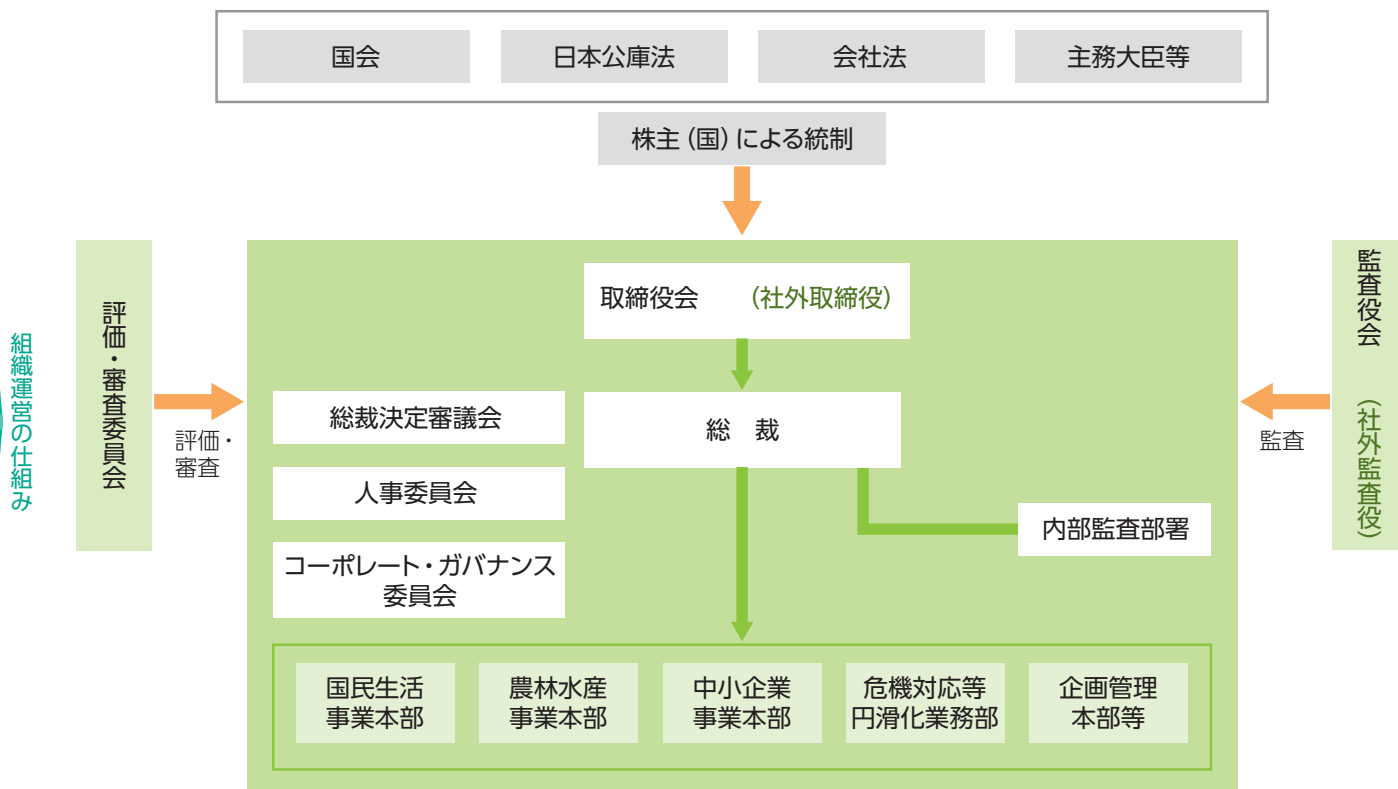 国会
日本公庫法
会社法
主務大臣等
株主（国）による統制
組織運営の仕組み
評価・審査委員会
評価・
審査
取締役会　（社外取締役）
総　裁
総裁決定審議会
人事委員会
コーポレート・ガバナンス
委員会
内部監査部署
監査
監査役会　（社外監査役）
国民生活
事業本部
農林水産
事業本部
中小企業
事業本部
危機対応等
円滑化業務部
企画管理
本部等